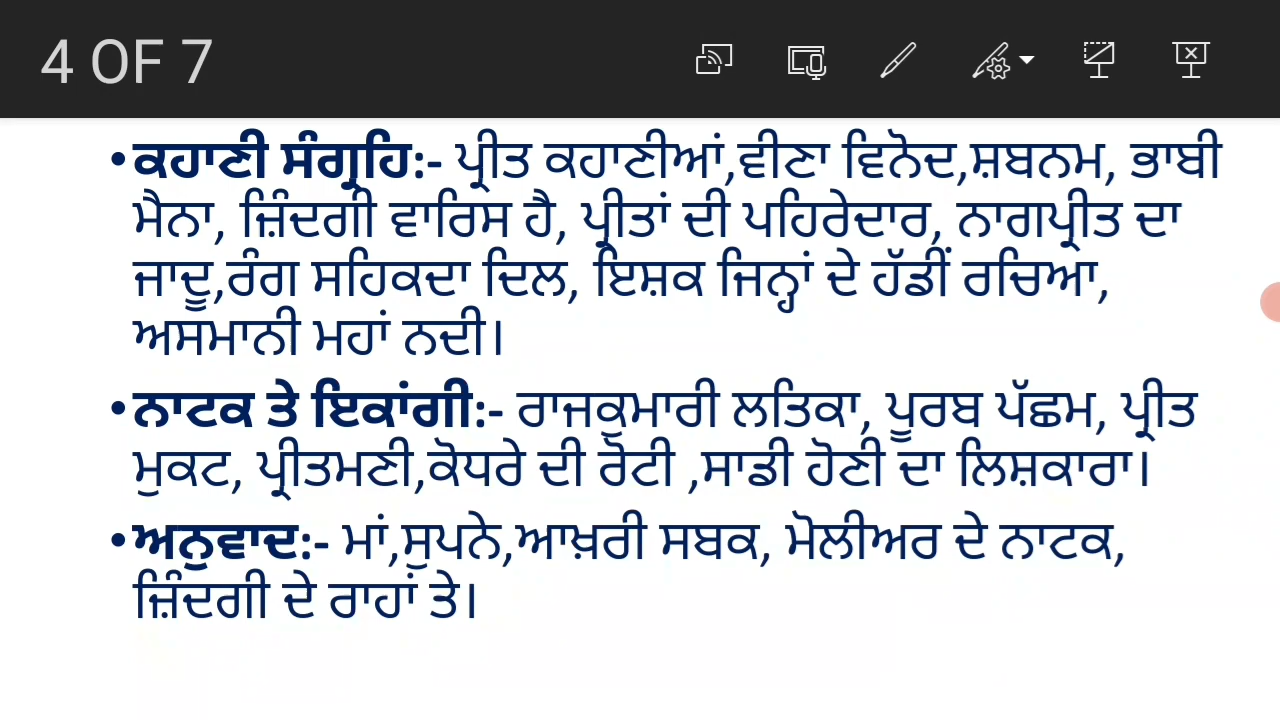 4 OF 7
•ਕਹਾਣੀ ਸੰਗ੍ਰਹਿ:- ਪ੍ਰੀਤ ਕਹਾਣੀਆਂ,ਵੀਣਾ ਵਿਨੋਦ,ਸ਼ਬਨਮ, ਭਾਬੀ
ਮੈਨਾ, ਜ਼ਿੰਦਗੀ ਵਾਰਿਸ ਹੈ, ਪ੍ਰੀਤਾਂ ਦੀ ਪਹਿਰੇਦਾਰ, ਨਾਗਪ੍ਰੀਤ ਦਾ
ਜਾਦੂ,ਰੰਗ ਸਹਿਕਦਾ ਦਿਲ, ਇਸ਼ਕ ਜਿਨ੍ਹਾਂ ਦੇ ਹੱਡੀਂ ਰਚਿਆ,
ਅਸਮਾਨੀ ਮਹਾਂ ਨਦੀ।
•ਨਾਟਕ ਤੇ ਇਕਾਂਗੀ:- ਰਾਜਕੁਮਾਰੀ ਲਤਿਕਾ, ਪੂਰਬ ਪੱਛਮ, ਪ੍ਰੀਤ
ਮੁਕਟ, ਪ੍ਰੀਤਮਣੀ,ਕੋਧਰੇ ਦੀ ਰੋਟੀ ,ਸਾਡੀ ਹੋਣੀ ਦਾ ਲਿਸ਼ਕਾਰਾ।
•ਅਨੁਵਾਦ:- ਮਾਂ,ਸੁਪਨੇ,ਆਖ਼ਰੀ ਸਬਕ, ਮੋਲੀਅਰ ਦੇ ਨਾਟਕ,
ਜ਼ਿੰਦਗੀ ਦੇ ਰਾਹਾਂ ਤੇ।